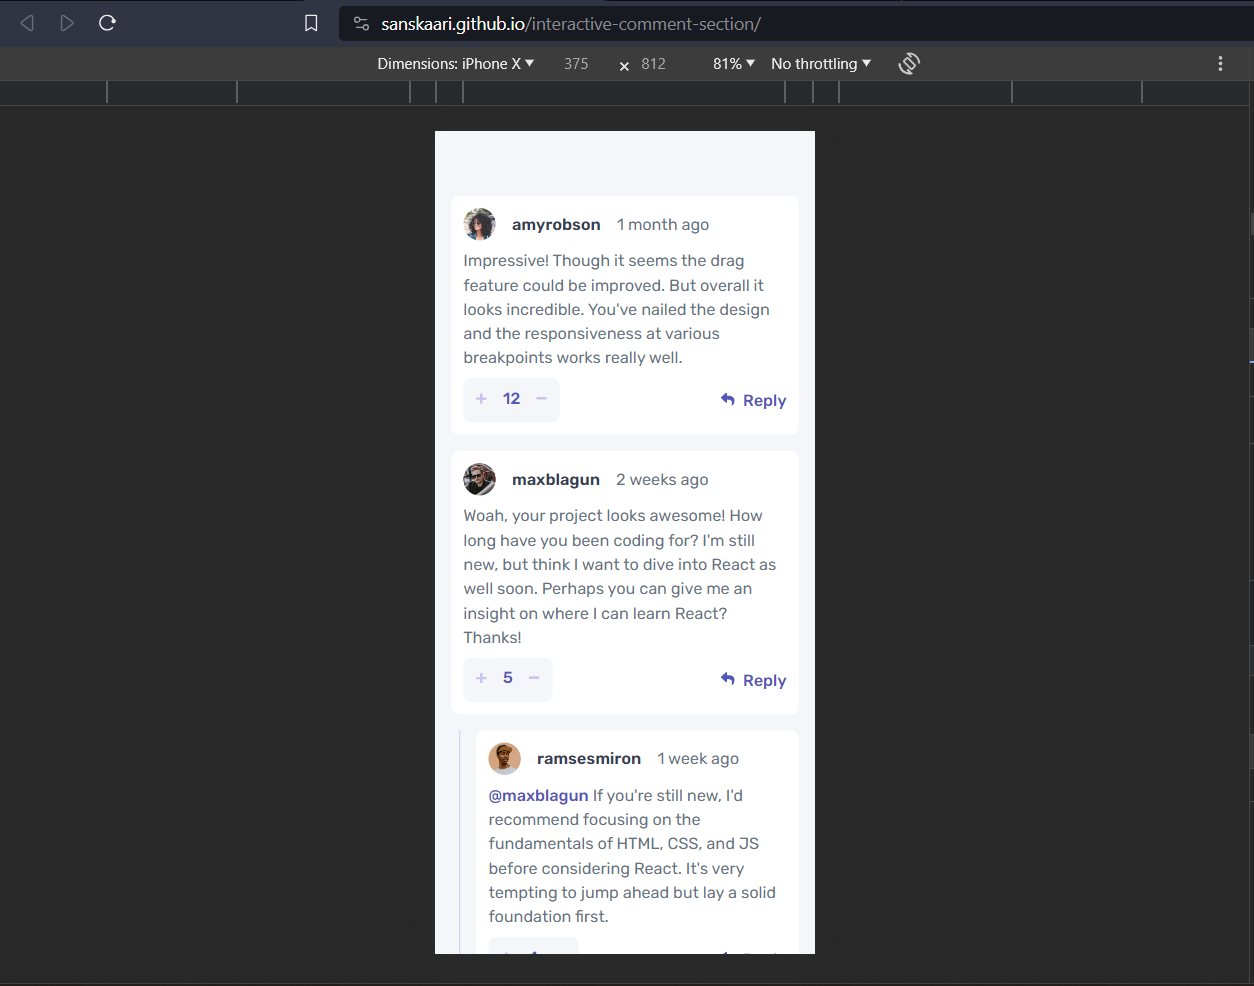 sanskaari.github.io/interactive-comment-section/
Dimensions: iPhone X ▼ 375 × 812 81% ▼ No throttling ▼
amyrobson 1 month ago
Impressive! Though it seems the drag
feature could be improved. But overall it
looks incredible. You've nailed the design
and the responsiveness at various
breakpoints works really well.
+ 12 −
Reply
maxblagun 2 weeks ago
Woah, your project looks awesome! How
long have you been coding for? I'm still
new, but think I want to dive into React as
well soon. Perhaps you can give me an
insight on where I can learn React?
Thanks!
+ 5 −
Reply
ramsesmiron 1 week ago
@maxblagun If you're still new, I'd
recommend focusing on the
fundamentals of HTML, CSS, and JS
before considering React. It's very
tempting to jump ahead but lay a solid
foundation first.